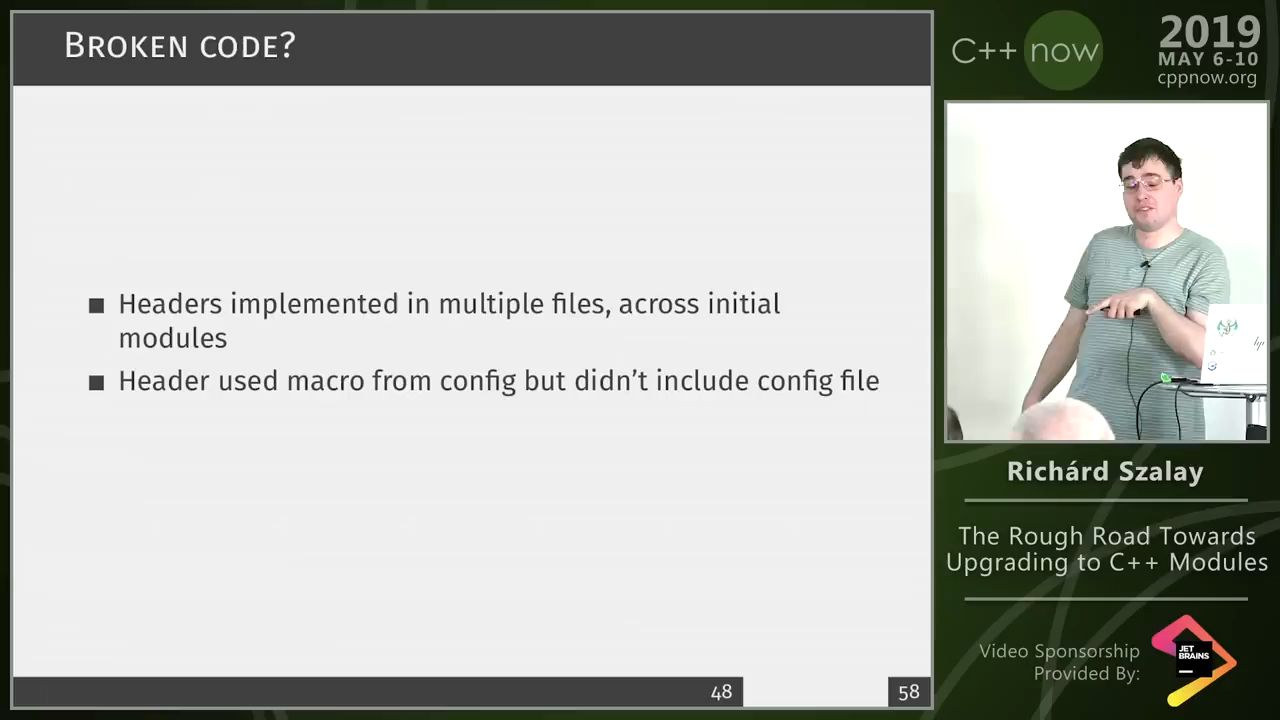 BROKEN CODE?
■ Headers implemented in multiple files, across initial
modules
■ Header used macro from config but didn't include config file
48
58
C++ now
2019
MAY 6-10
cppnow.org
hp
Richárd Szalay
The Rough Road Towards
Upgrading to C++ Modules
Video Sponsorship
Provided By:
JET
BRAINS